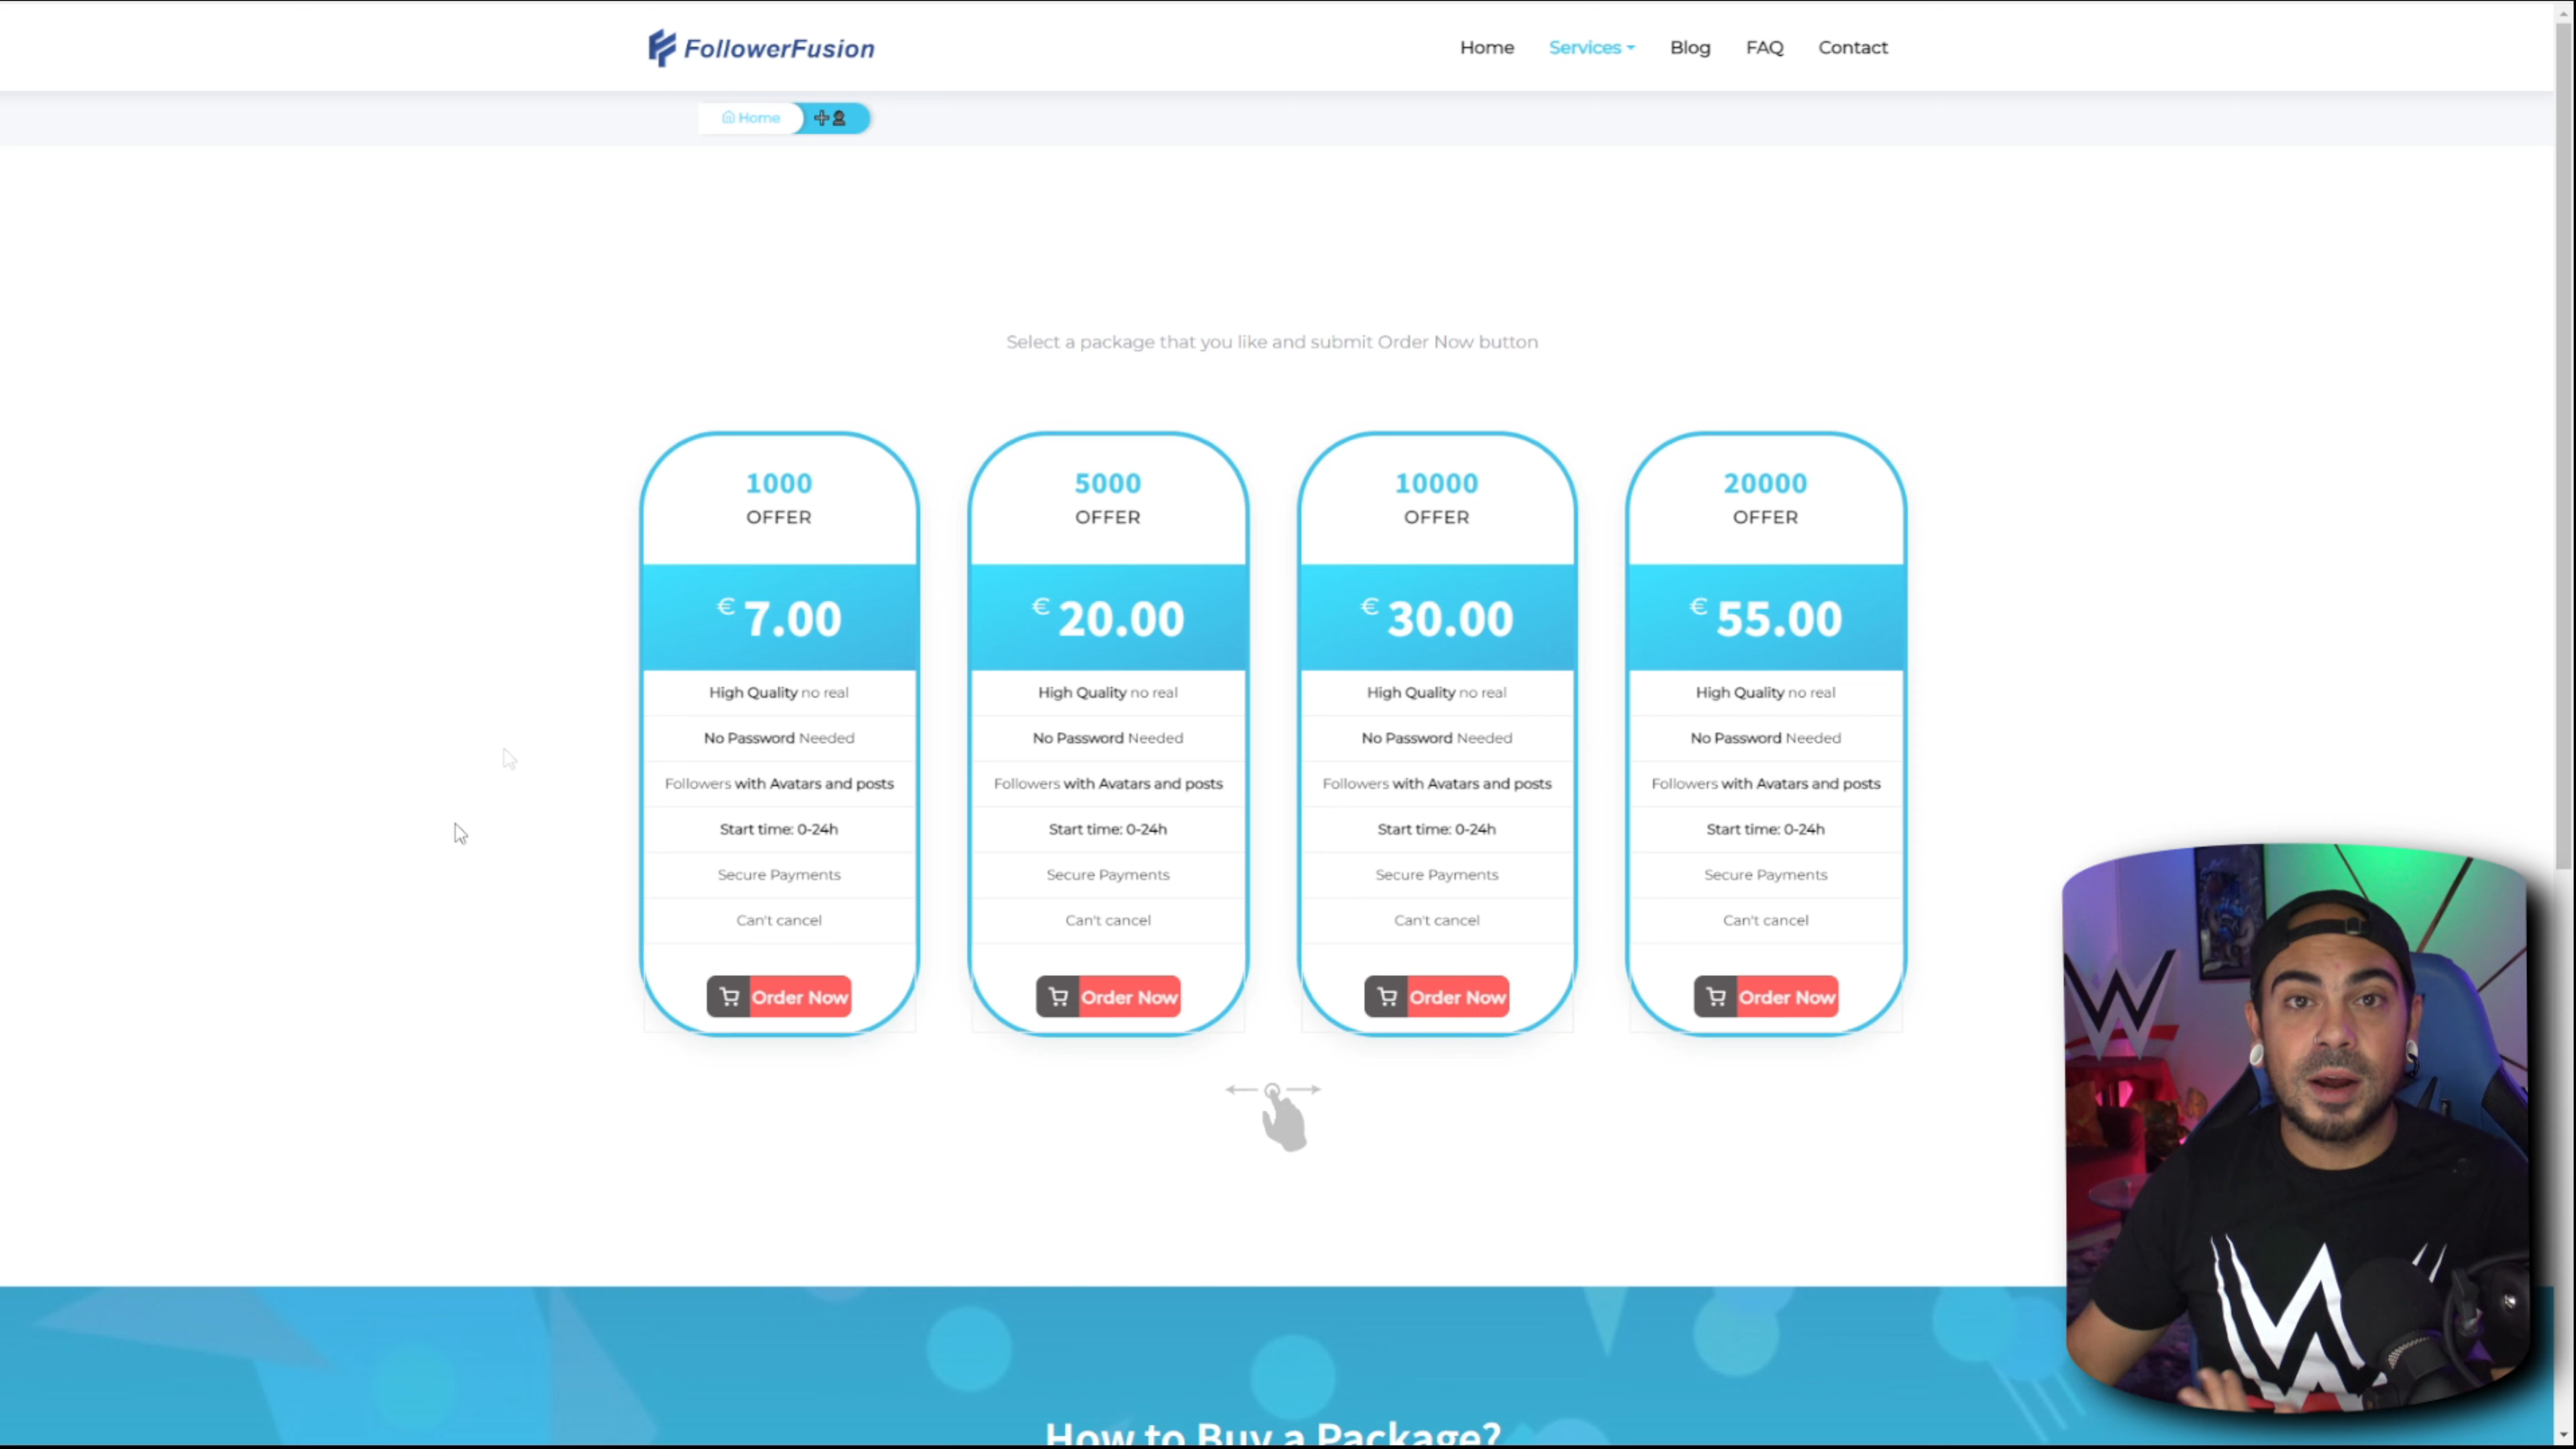 FollowerFusion
Home Services Blog FAQ Contact
Home
Select a package that you like and submit Order Now button
1000
OFFER
€ 7.00
High Quality no real
No Password Needed
Followers with Avatars and posts
Start time: 0-24h
Secure Payments
Can't cancel
Order Now
5000
OFFER
€ 20.00
High Quality no real
No Password Needed
Followers with Avatars and posts
Start time: 0-24h
Secure Payments
Can't cancel
Order Now
10000
OFFER
€ 30.00
High Quality no real
No Password Needed
Followers with Avatars and posts
Start time: 0-24h
Secure Payments
Can't cancel
Order Now
20000
OFFER
€ 55.00
High Quality no real
No Password Needed
Followers with Avatars and posts
Start time: 0-24h
Secure Payments
Can't cancel
Order Now
How to Buy a Package?